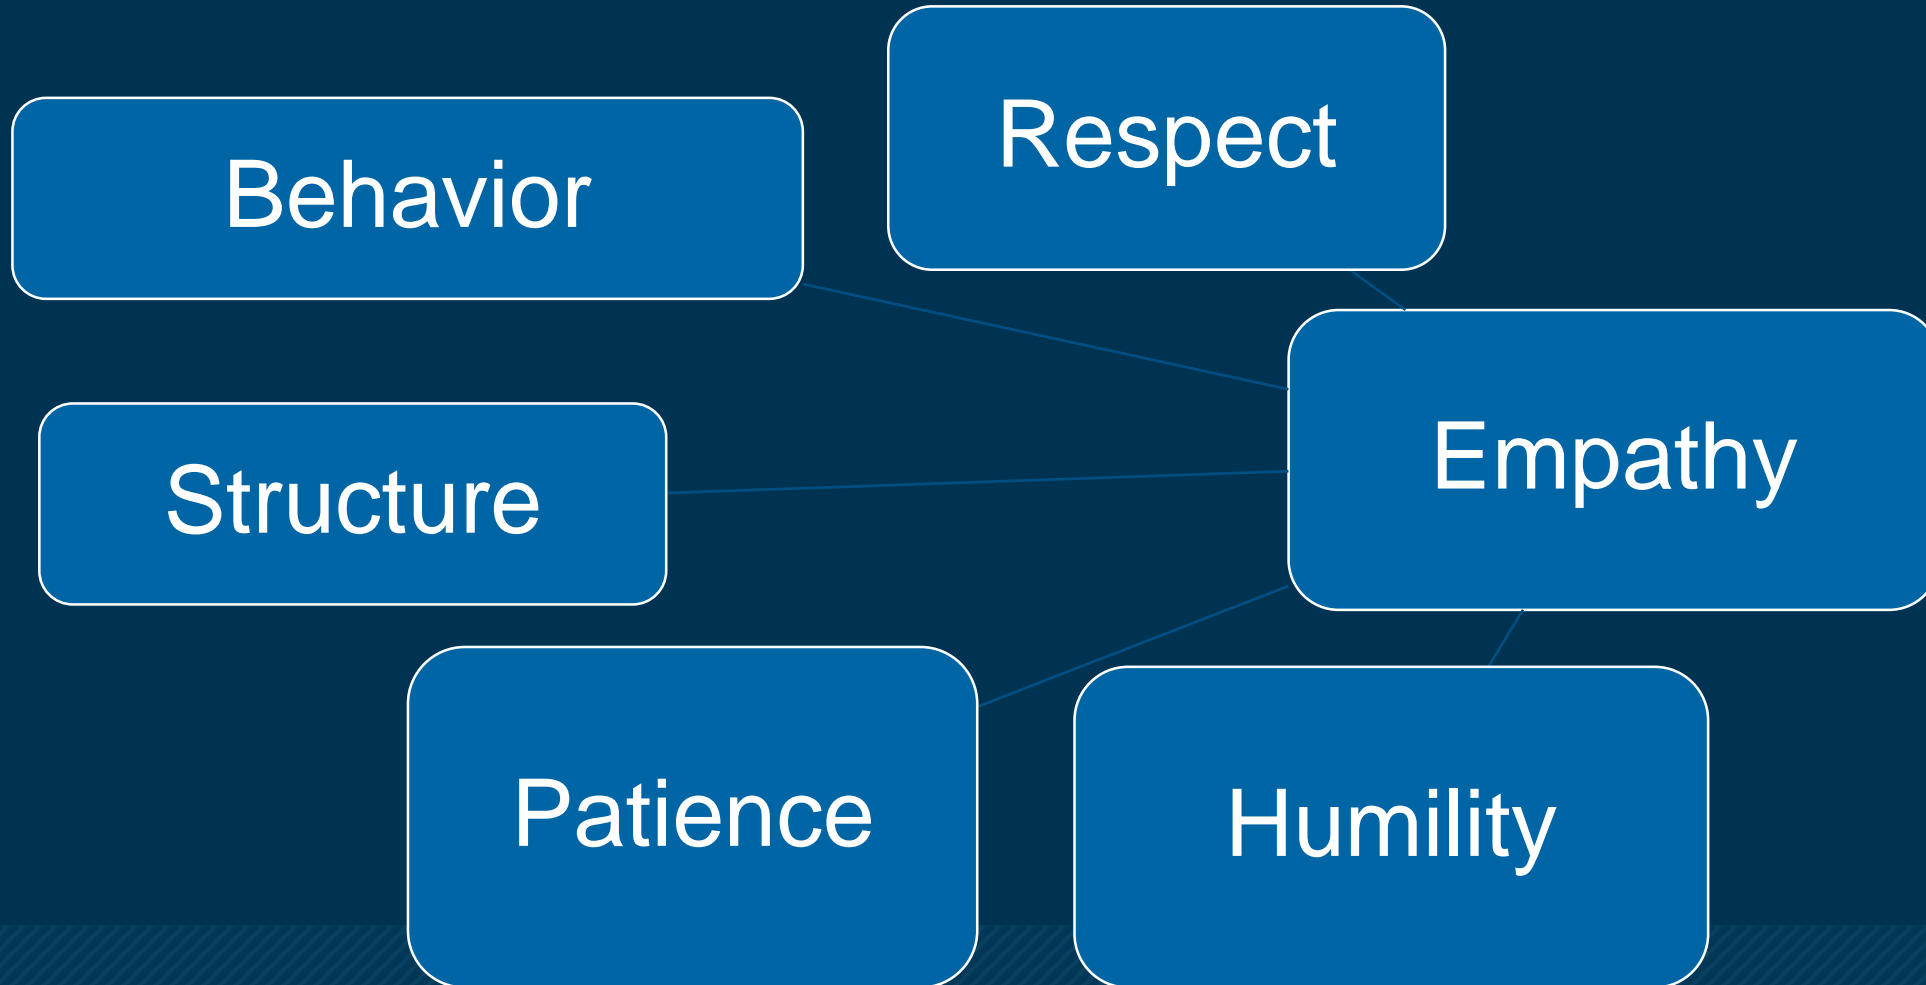 Respect
Behavior
Empathy
Structure
Patience
Humility